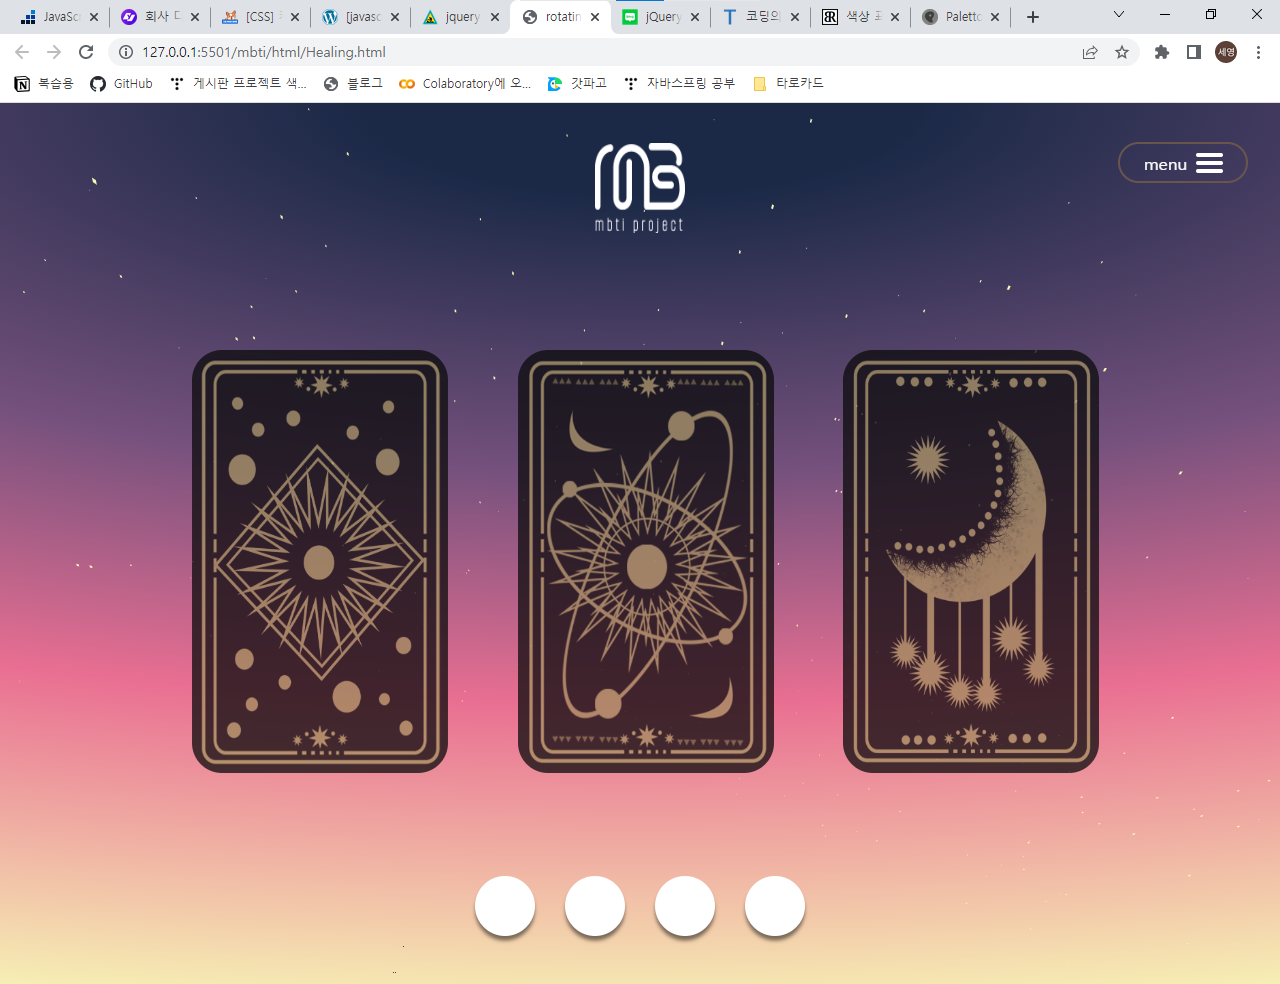 JavaSc
회사 디
[CSS]
[javasc
jquery
rotatin
jQuery
코딩의
색상 표
Palette
127.0.0.1:5501/mbti/html/Healing.html
세영
복습용
GitHub
게시판 프로젝트 색...
블로그
Colaboratory에 오...
갓파고
자바스프링 공부
타로카드
mbti project
menu